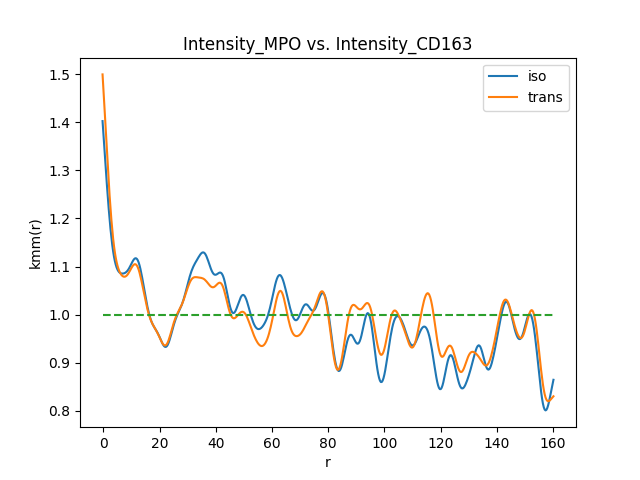 Intensity_MPO vs. Intensity_CD163
iso
trans
1.5
1.4
1.3
1.2
1.1
1.0
0.9
0.8
kmm(r)
0 20 40 60 80 100 120 140 160
r